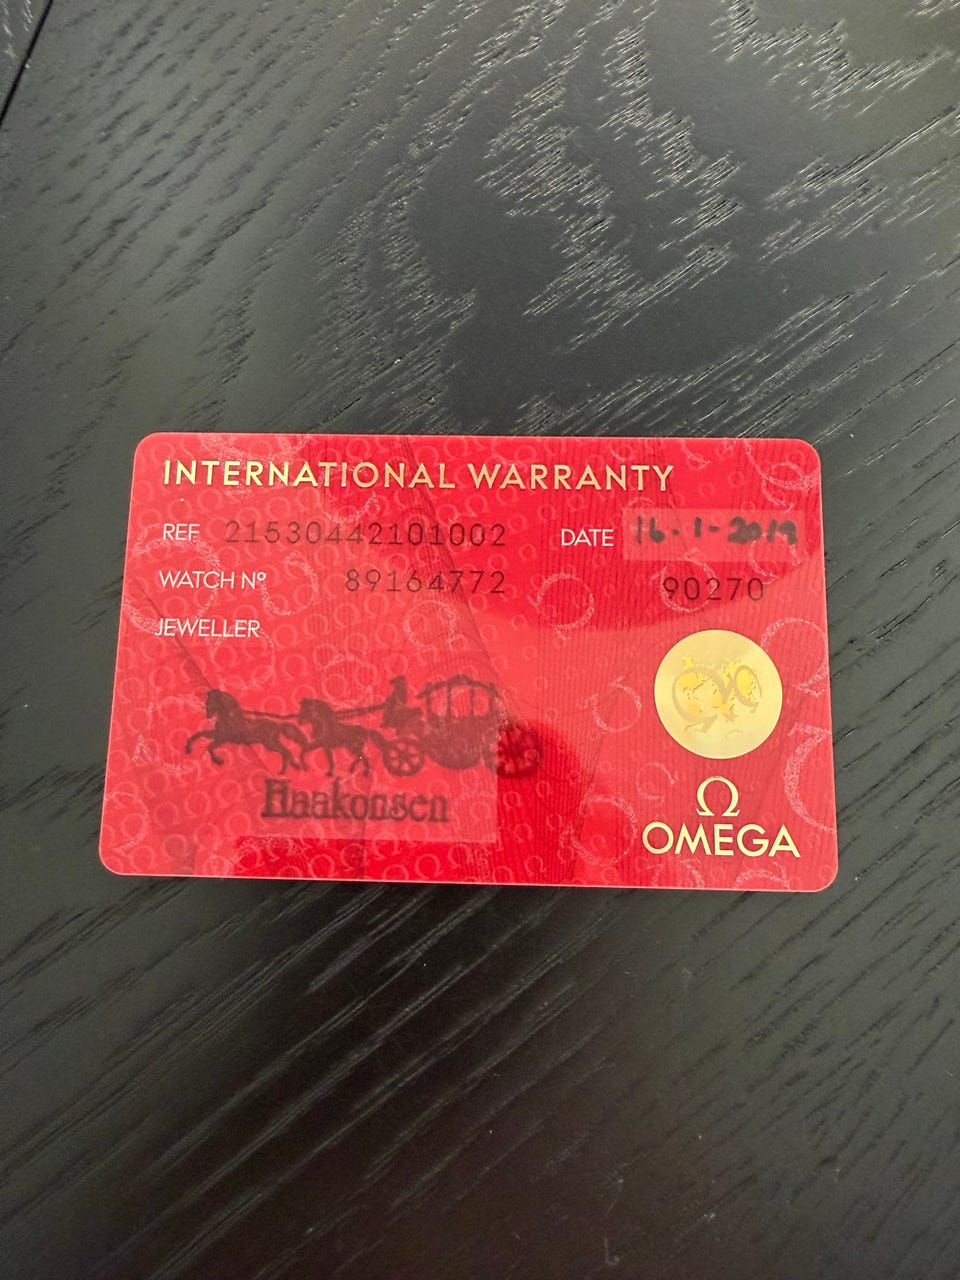 INTERNATIONAL WARRANTY
REF 21530442101002 DATE 16-1-2019
WATCH Nº 89164772 90270
JEWELLER
Haakonsen
Ω
OMEGA